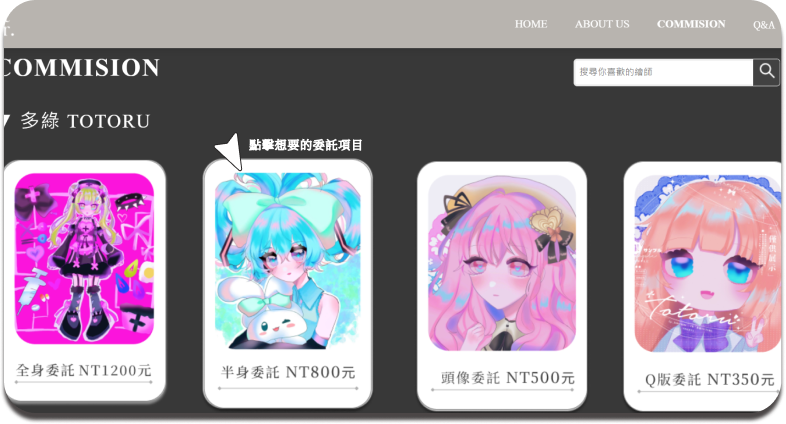 HOME ABOUT US COMMISION Q&A
COMMISION
搜尋你喜歡的繪師
▼ 多綠 TOTORU
點擊想要的委託項目
全身委託 NT1200元
半身委託 NT800元
頭像委託 NT500元
Totoru
Q版委託 NT350元